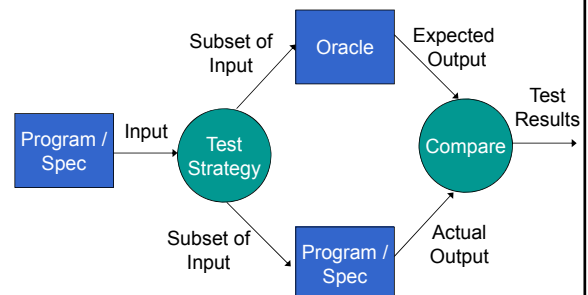 Subset of
Input
Oracle
Expected
Output
Program /
Spec
Input
Test
Strategy
Compare
Test
Results
Subset of
Input
Program /
Spec
Actual
Output